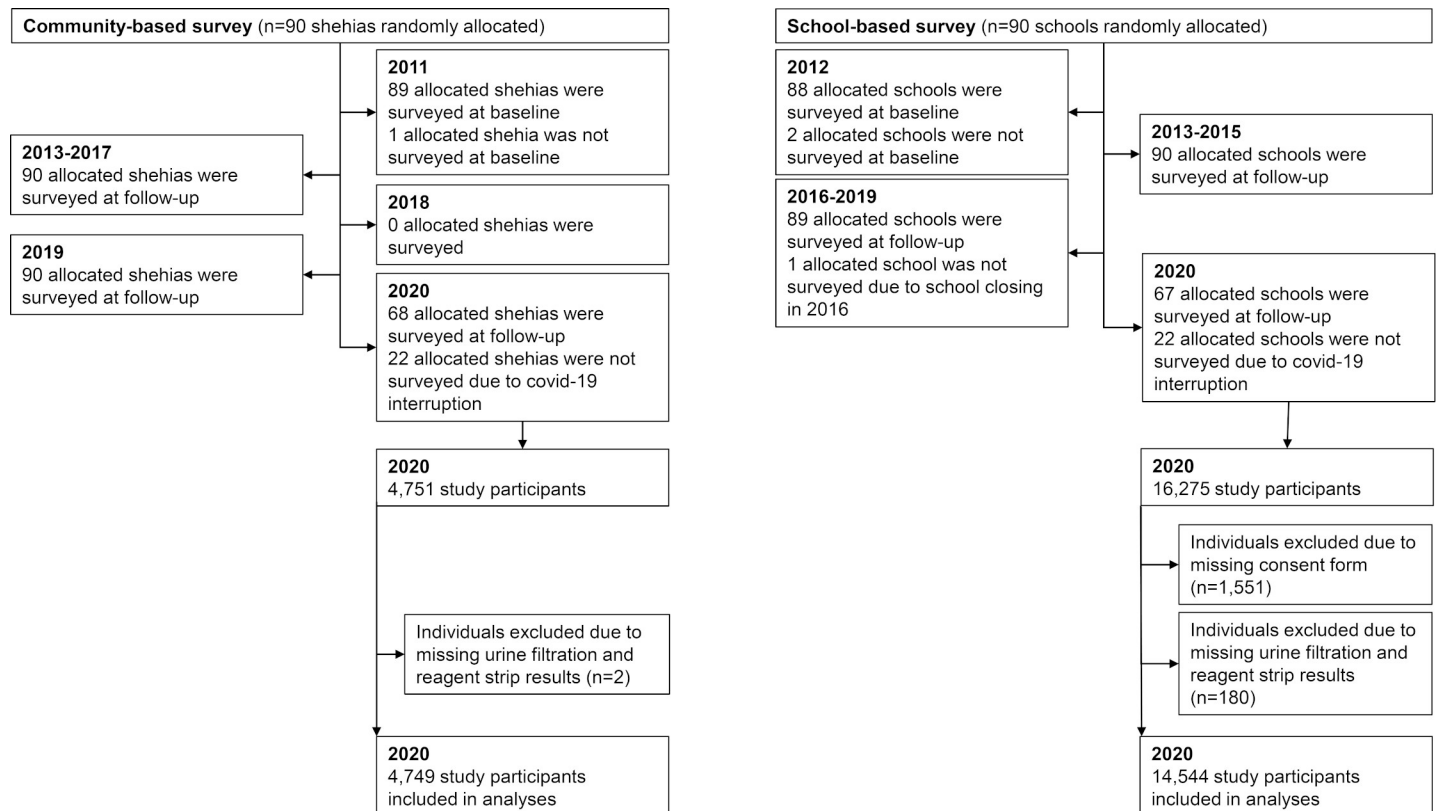 Community-based survey (n=90 shehias randomly allocated)
2011
89 allocated shehias were
surveyed at baseline
1 allocated shehia was not
surveyed at baseline
2013-2017
90 allocated shehias were
surveyed at follow-up
2018
0 allocated shehias were
surveyed
2019
90 allocated shehias were
surveyed at follow-up
2020
68 allocated shehias were
surveyed at follow-up
22 allocated shehias were not
surveyed due to covid-19
interruption
2020
4,751 study participants
Individuals excluded due to
missing urine filtration and
reagent strip results (n=2)
2020
4,749 study participants
included in analyses
School-based survey (n=90 schools randomly allocated)
2012
88 allocated schools were
surveyed at baseline
2 allocated schools were not
surveyed at baseline
2013-2015
90 allocated schools were
surveyed at follow-up
2016-2019
89 allocated schools were
surveyed at follow-up
1 allocated school was not
surveyed due to school closing
in 2016
2020
67 allocated schools were
surveyed at follow-up
22 allocated schools were not
surveyed due to covid-19
interruption
2020
16,275 study participants
Individuals excluded due to
missing consent form
(n=1,551)
Individuals excluded due to
missing urine filtration and
reagent strip results
(n=180)
2020
14,544 study participants
included in analyses